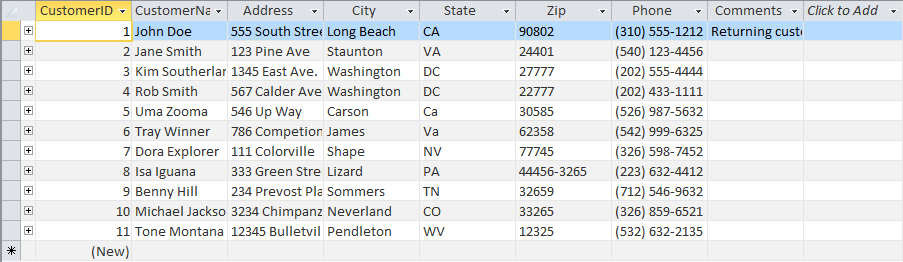 CustomerID CustomerNa Address City State Zip Phone Comments Click to Add
1 John Doe 555 South Stree Long Beach CA 90802 (310) 555-1212 Returning custo
2 Jane Smith 123 Pine Ave Staunton VA 24401 (540) 123-4456
3 Kim Southerlan 1345 East Ave. Washington DC 27777 (202) 555-4444
4 Rob Smith 567 Calder Ave Washington DC 22777 (202) 433-1111
5 Uma Zooma 546 Up Way Carson Ca 30585 (526) 987-5632
6 Tray Winner 786 Competion James Va 62358 (542) 999-6325
7 Dora Explorer 111 Colorville Shape NV 77745 (326) 598-7452
8 Isa Iguana 333 Green Stree Lizard PA 44456-3265 (223) 632-4412
9 Benny Hill 234 Prevost Pla Sommers TN 32659 (712) 546-9632
10 Michael Jackso 3234 Chimpanz Neverland CO 33265 (326) 859-6521
11 Tone Montana 12345 Bulletvil Pendleton WV 12325 (532) 632-2135
(New)